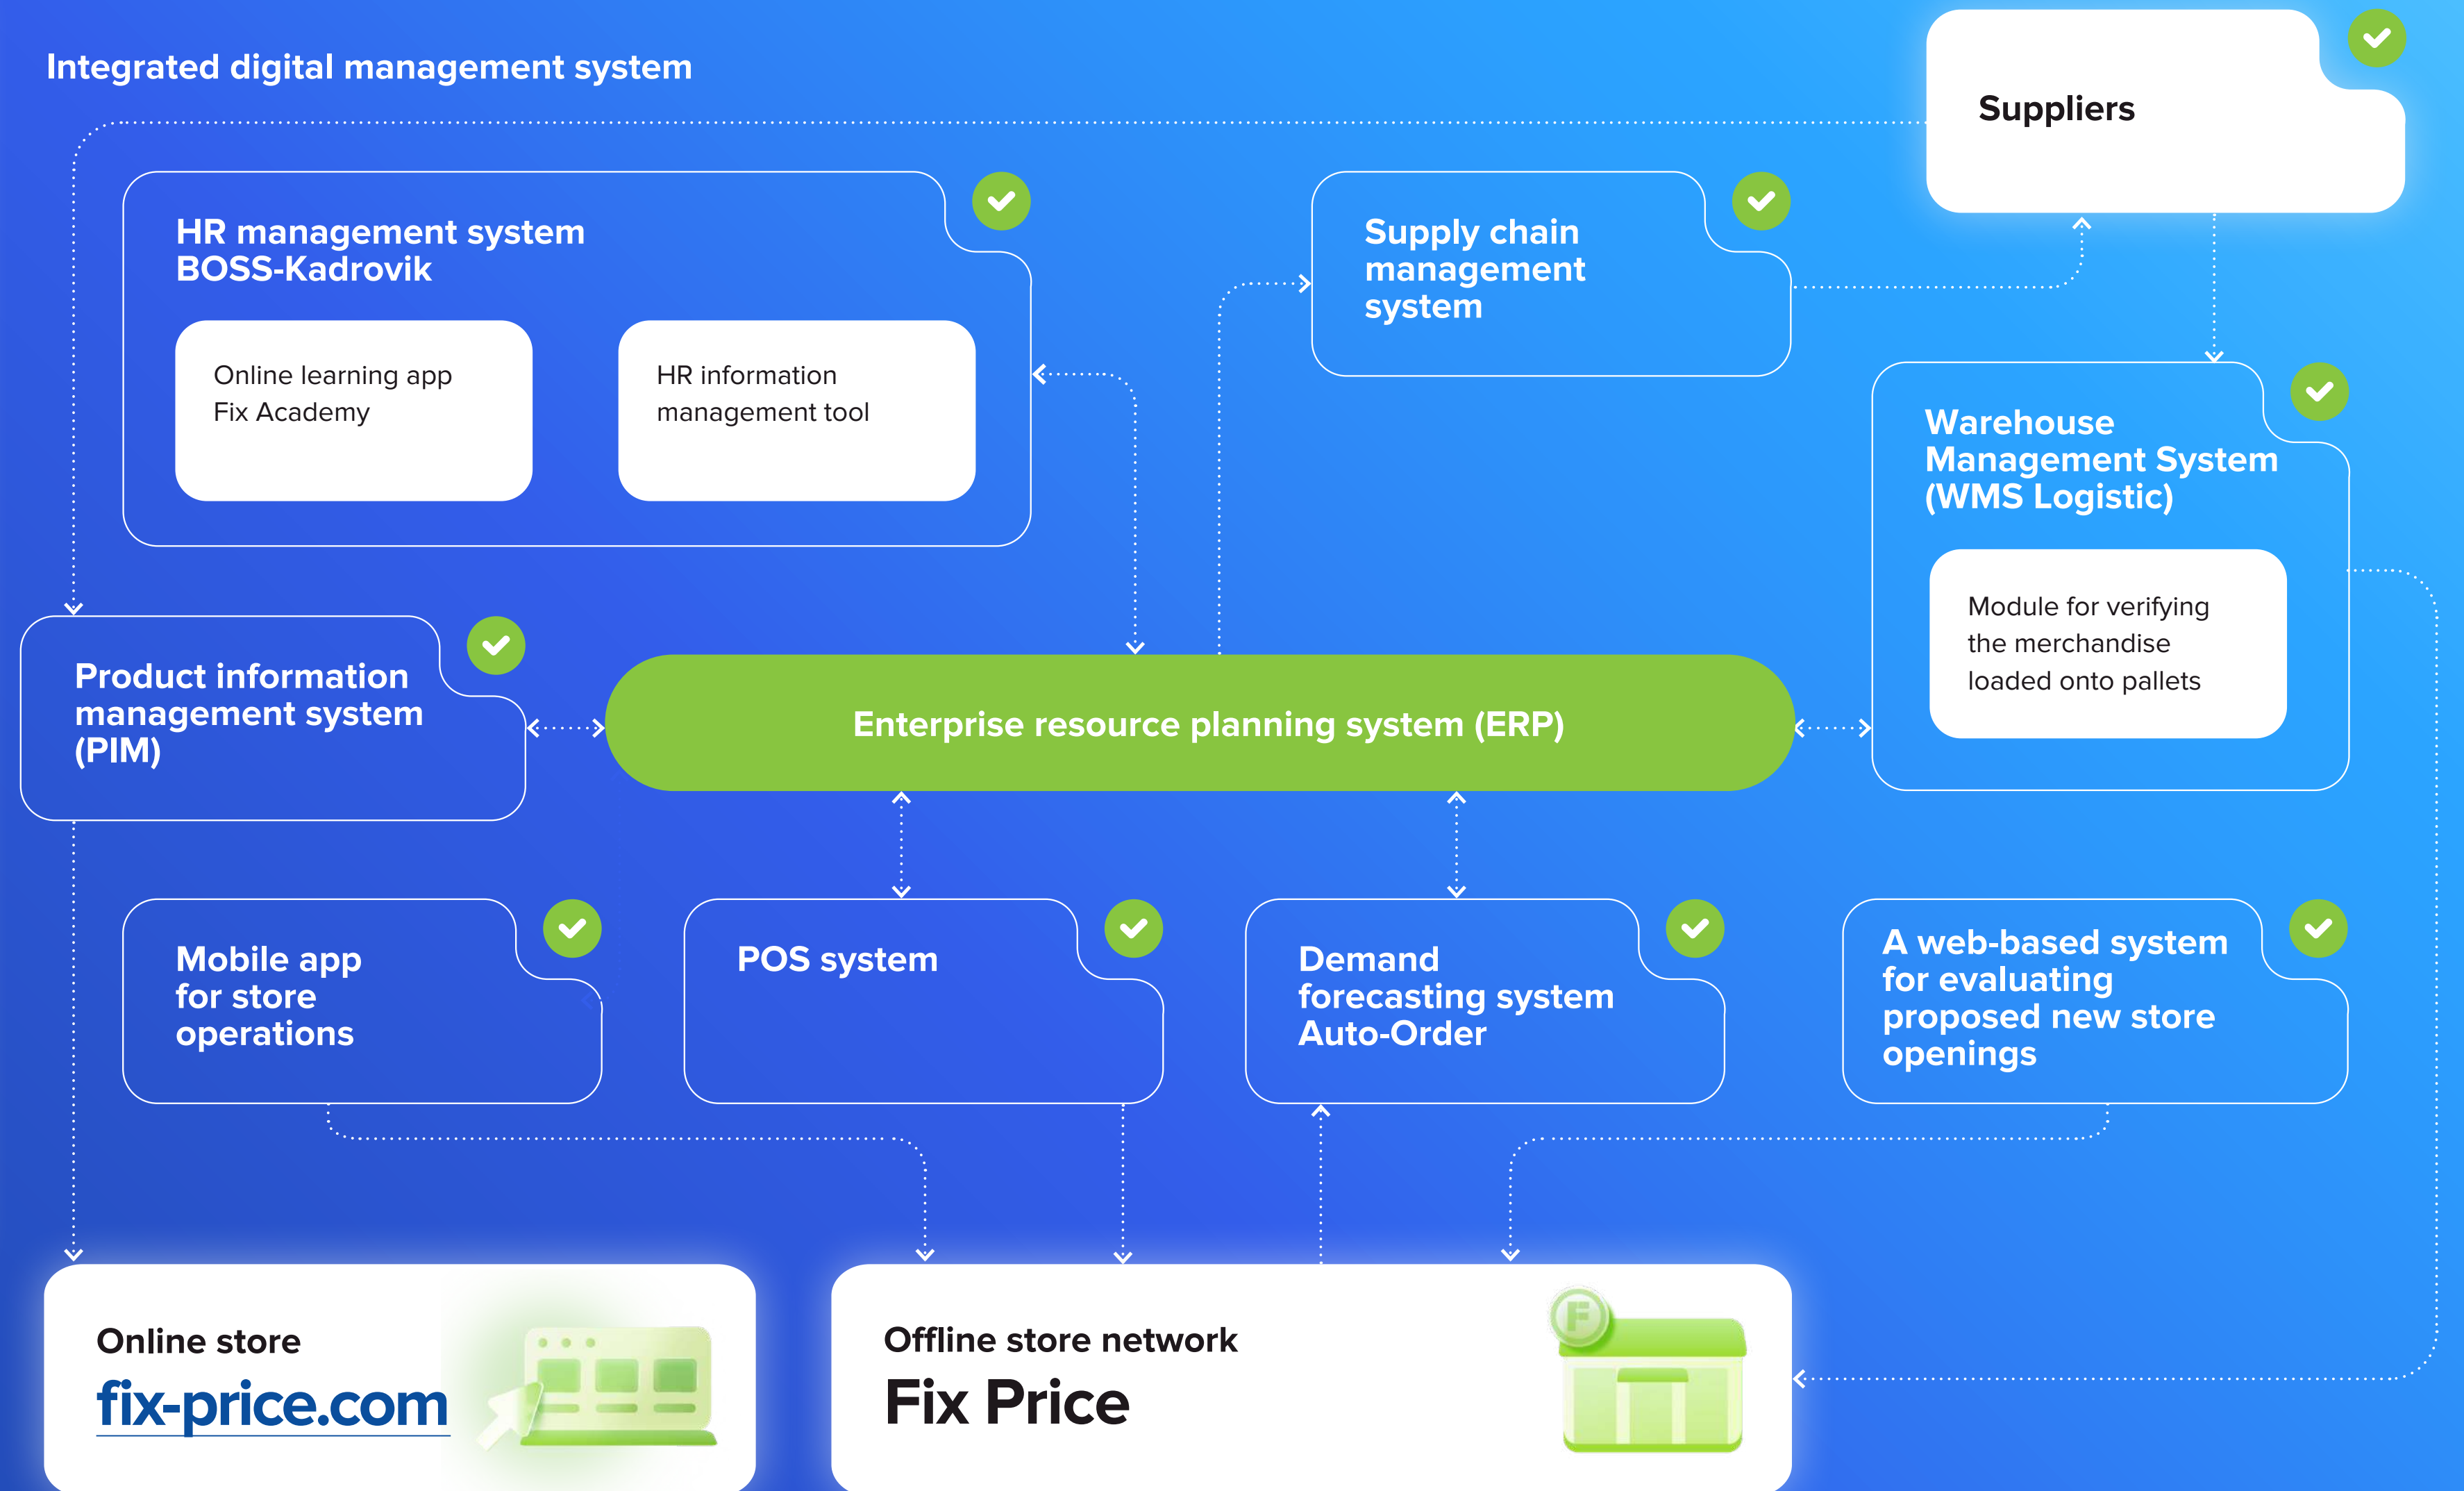 Integrated digital management system
Suppliers
HR management system
BOSS-Kadrovik
Online learning app
Fix Academy
HR information
management tool
Supply chain
management
system
Warehouse
Management System
(WMS Logistic)
Module for verifying
the merchandise
loaded onto pallets
Product information
management system
(PIM)
Enterprise resource planning system (ERP)
Mobile app
for store
operations
POS system
Demand
forecasting system
Auto-Order
A web-based system
for evaluating
proposed new store
openings
Online store
fix-price.com
Offline store network
Fix Price
F